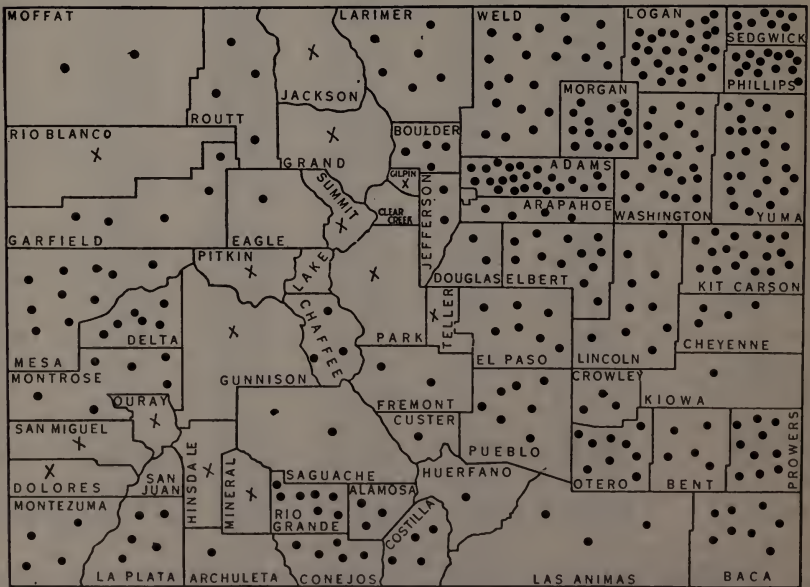 MOFFAT
LARIMER
WELD
LOGAN
SEDGWICK
PHILLIPS
JACKSON
MORGAN
ROUTT
RIO BLANCO
BOULDER
GRAND
GILPIN
ADAMS
SUMMIT
CLEAR CREEK
JEFFERSON
ARAPAHOE
WASHINGTON
YUMA
GARFIELD
EAGLE
PITKIN
LAKE
DOUGLAS
ELBERT
KIT CARSON
CHAFFEE
TELLER
DELTA
PARK
CHEYENNE
MESA
EL PASO
LINCOLN
MONTROSE
GUNNISON
CROWLEY
OURAY
FREMONT
KIOWA
CUSTER
SAN MIGUEL
PUEBLO
HINSDALE
MINERAL
SAGUACHE
HUERFANO
PROWERS
DOLORES
SAN JUAN
ALAMOSA
OTERO
BENT
MONTEZUMA
RIO GRANDE
COSTILLA
LA PLATA
ARCHULETA
CONEJOS
LAS ANIMAS
BACA